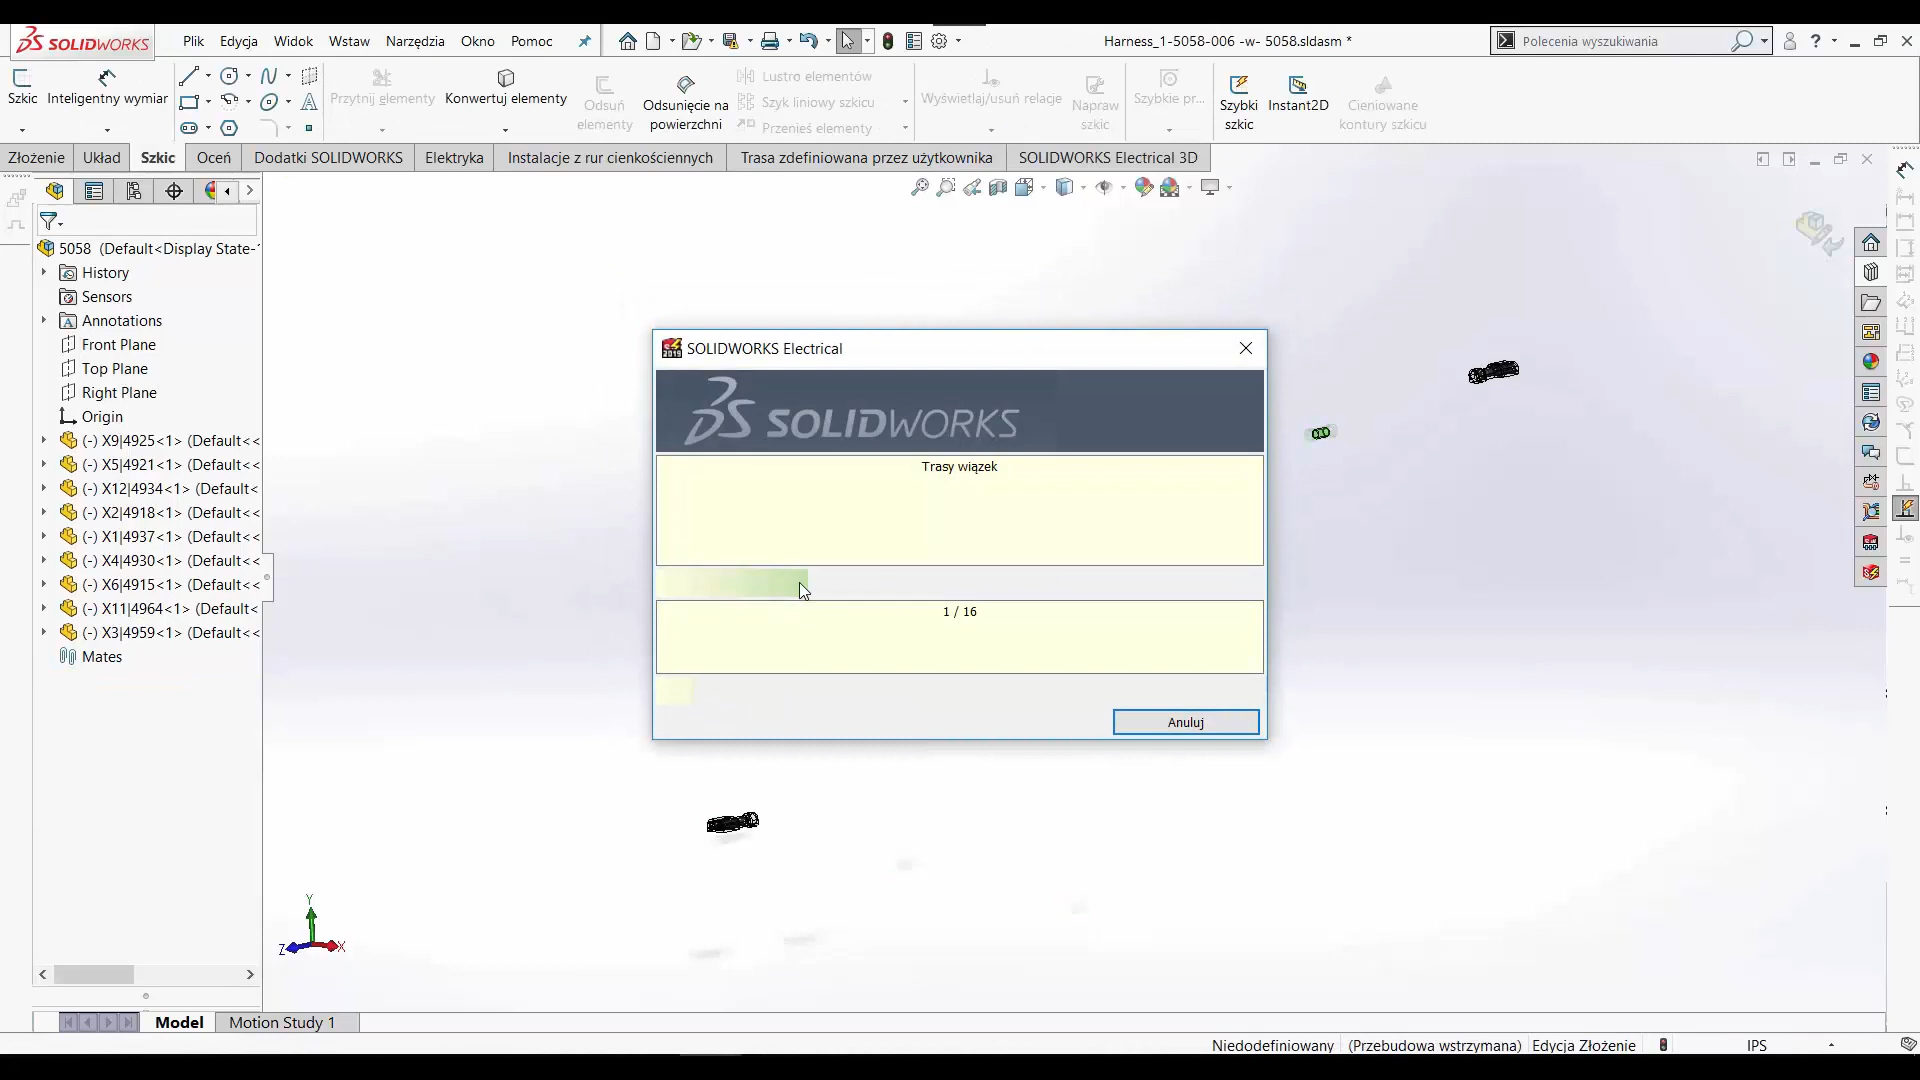 SOLIDWORKS
Plik Edycja Widok Wstaw Narzędzia Okno Pomoc
Harness_1-5058-006 -w- 5058.sldasm *
Polecenia wyszukiwania
Szkic
Inteligentny wymiar
Przytnij elementy
Konwertuj elementy
Odsuń
elementy
Odsunięcie na
powierzchni
Lustro elementów
Szyk liniowy szkicu
Przenieś elementy
Wyświetlaj/usuń relacje
Napraw
szkic
Szybkie pr...
Szybki
szkic
Instant2D
Cieniowane
kontury szkicu
Złożenie Układ Szkic Oceń Dodatki SOLIDWORKS Elektryka Instalacje z rur cienkościennych Trasa zdefiniowana przez użytkownika SOLIDWORKS Electrical 3D
5058 (Default<Display State-
History
Sensors
Annotations
Front Plane
Top Plane
Right Plane
Origin
(-) X9|4925<1> (Default<<
(-) X5|4921<1> (Default<<
(-) X12|4934<1> (Default<
(-) X2|4918<1> (Default<<
(-) X1|4937<1> (Default<<
(-) X4|4930<1> (Default<<
(-) X6|4915<1> (Default<<
(-) X11|4964<1> (Default<
(-) X3|4959<1> (Default<<
Mates
SOLIDWORKS Electrical
SOLIDWORKS
Trasy wiązek
1 / 16
Anuluj
Y
Z
X
Model Motion Study 1
Niedodefiniowany (Przebudowa wstrzymana) Edycja Złożenie IPS